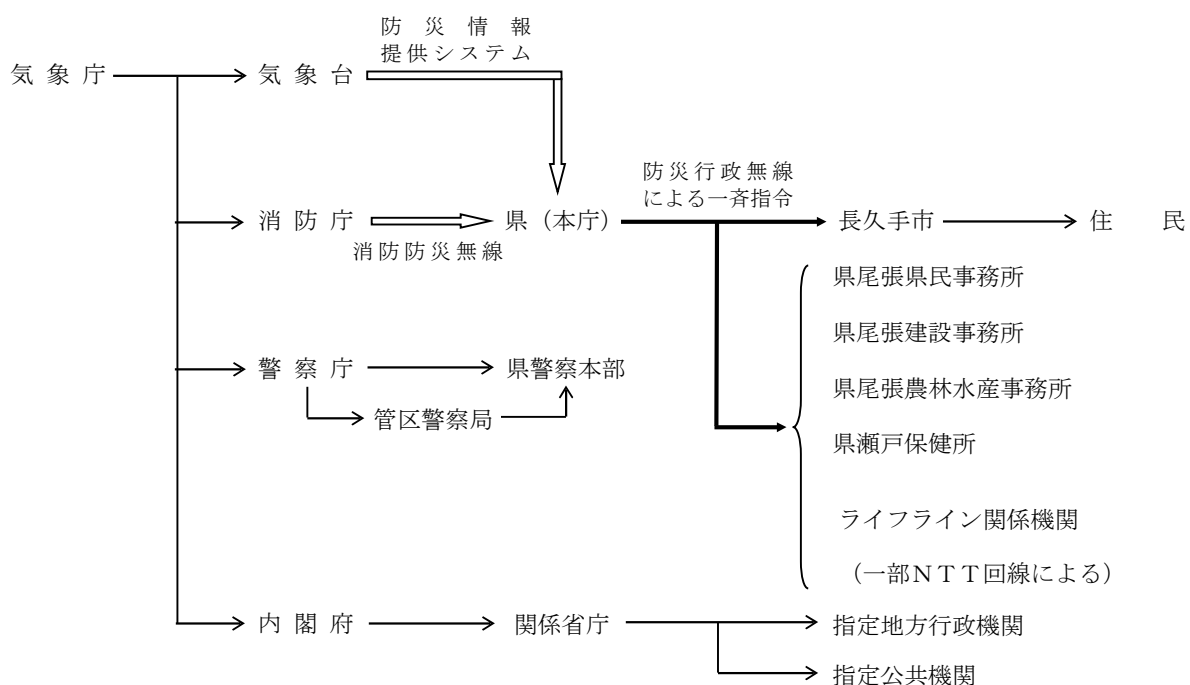 防災情報
提供システム
気象庁
気象台
防災行政無線
による一斉指令
消防庁
消防防災無線
県（本庁）
長久手市
住民
県尾張県民事務所
県尾張建設事務所
県尾張農林水産事務所
県瀬戸保健所
ライフライン関係機関
（一部ＮＴＴ回線による）
警察庁
県警察本部
管区警察局
内閣府
関係省庁
指定地方行政機関
指定公共機関